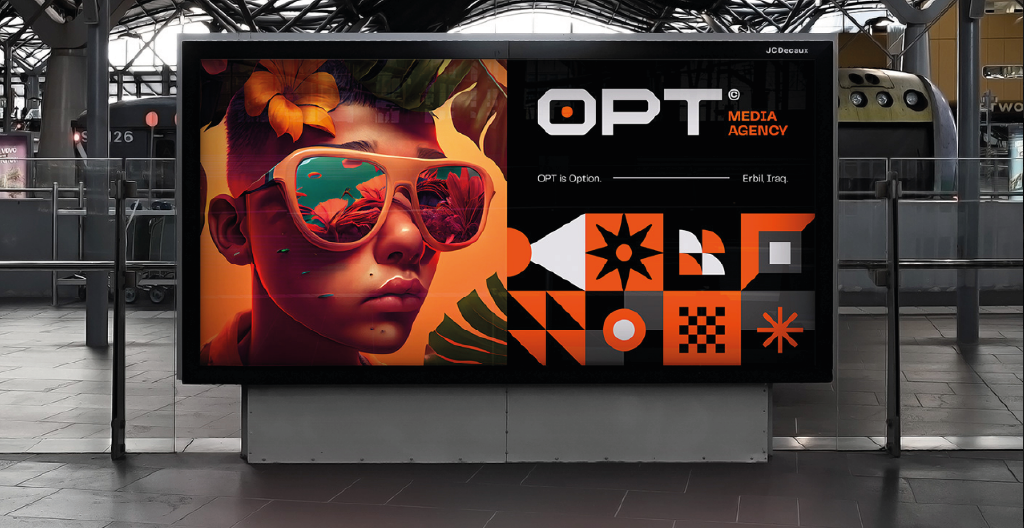 JCDecaux
OPT©
MEDIA
AGENCY
OPT is Option.
Erbil, Iraq.